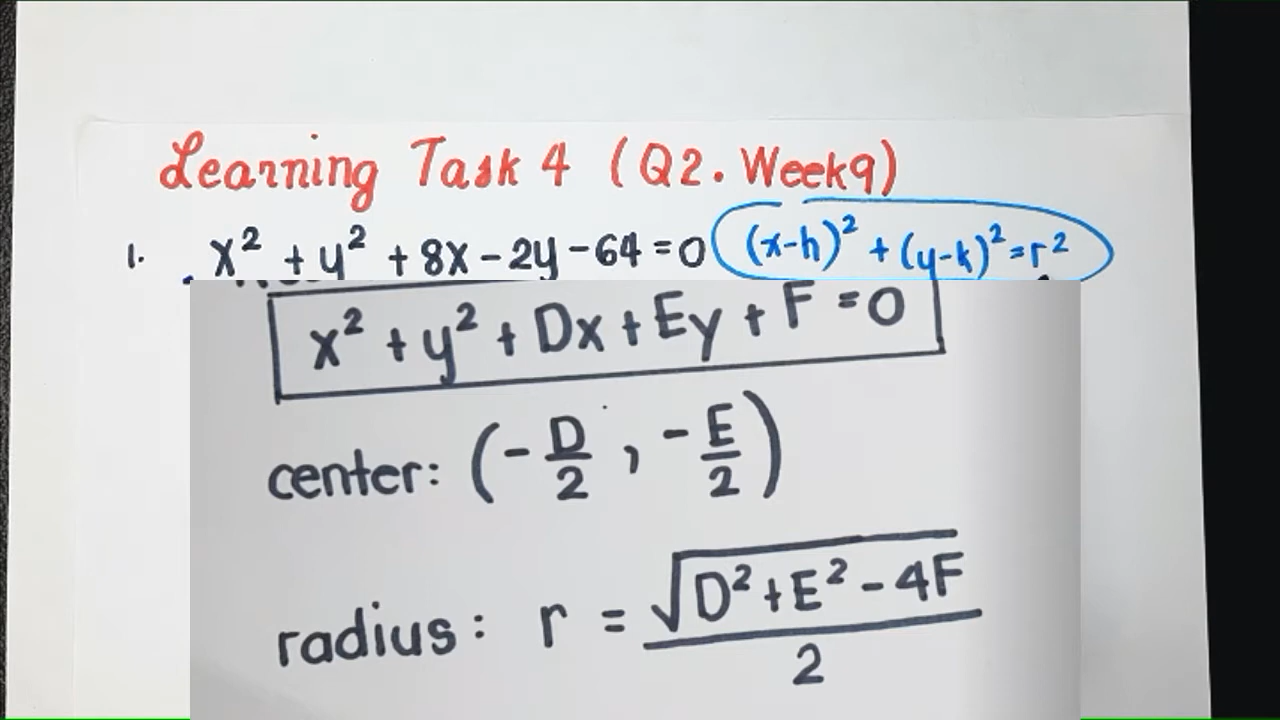 Learning Task 4 (Q2. Week9)
1. x² + y² + 8x - 2y - 64 = 0 (x-h)² + (y-k)² = r²
x² + y² + Dx + Ey + F = 0
center: (-D/2, -E/2)
radius: r = √(D² + E² - 4F)/2